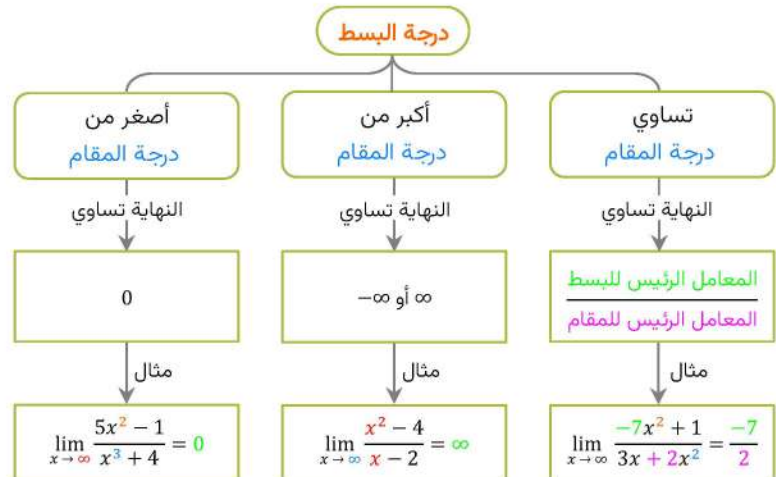 درجة البسط
تساوي
درجة المقام
أكبر من
درجة المقام
أصغر من
درجة المقام
النهاية تساوي
النهاية تساوي
النهاية تساوي
المعامل الرئيس للبسط
المعامل الرئيس للمقام
∞ أو ∞−
0
مثال
مثال
مثال
lim x→∞ (−7x² + 1)/(3x + 2x²) = −7/2
lim x→∞ (x² − 4)/(x − 2) = ∞
lim x→∞ (5x² − 1)/(x³ + 4) = 0